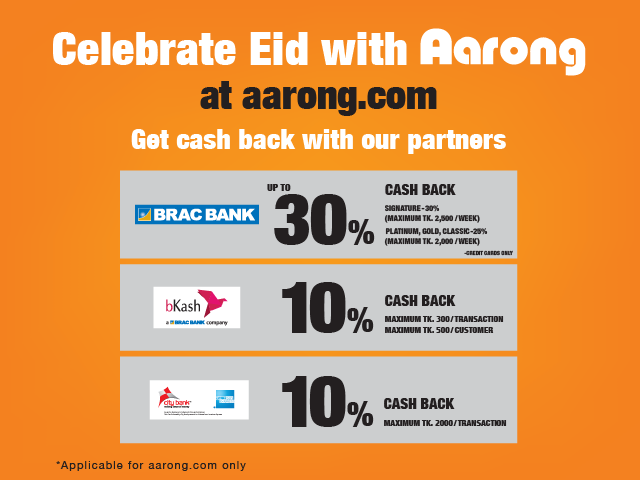 Celebrate Eid with Aarong
at aarong.com
Get cash back with our partners
BRAC BANK
UP TO
30%
CASH BACK
SIGNATURE-30%
(MAXIMUM TK. 2,500/WEEK)
PLATINUM, GOLD, CLASSIC-25%
(MAXIMUM TK. 2,000/WEEK)
-CREDIT CARDS ONLY
bKash
a BRAC BANK company
10%
CASH BACK
MAXIMUM TK. 300/TRANSACTION
MAXIMUM TK. 500/CUSTOMER
city bank
10%
CASH BACK
MAXIMUM TK. 2000/TRANSACTION
*Applicable for aarong.com only